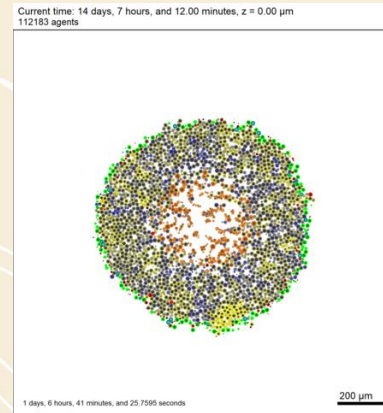 Current time: 14 days, 7 hours, and 12.00 minutes, z = 0.00 μm
112183 agents
1 days, 6 hours, 41 minutes, and 25.7595 seconds
200 μm